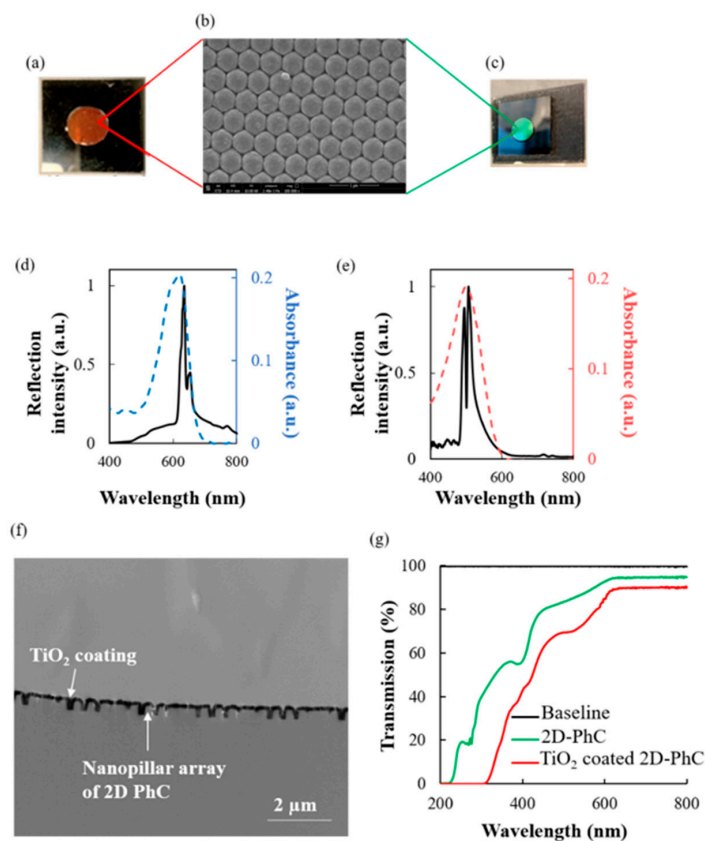 (b)
(a)
(c)
(d)
(e)
1
0.5
0
0.2
0.1
0
Reflection
intensity (a.u.)
Absorbance (a.u.)
400 600 800
Wavelength (nm)
1
0.5
0
0.2
0.1
0
Reflection
intensity (a.u.)
Absorbance (a.u.)
400 600 800
Wavelength (nm)
(f)
(g)
TiO₂ coating
Nanopillar array
of 2D PhC
2 µm
100
80
60
40
20
0
Transmission (%)
Baseline
2D-PhC
TiO₂ coated 2D-PhC
200 400 600 800
Wavelength (nm)